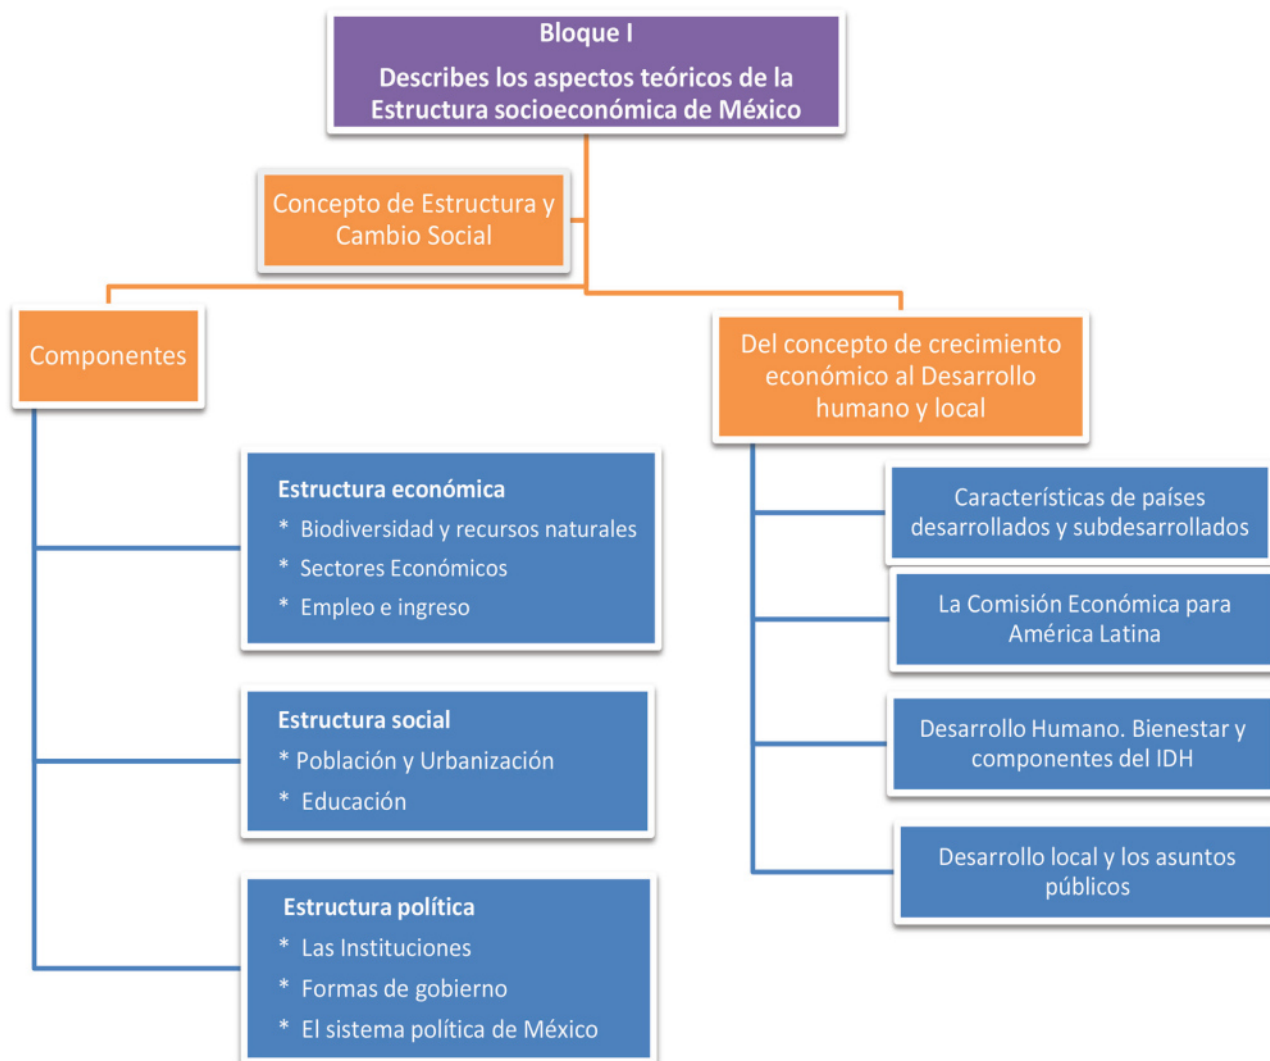 Bloque I
Describes los aspectos teóricos de la
Estructura socioeconómica de México
Concepto de Estructura y
Cambio Social
Componentes
Estructura económica
* Biodiversidad y recursos naturales
* Sectores Económicos
* Empleo e ingreso
Estructura social
* Población y Urbanización
* Educación
Estructura política
* Las Instituciones
* Formas de gobierno
* El sistema política de México
Del concepto de crecimiento
económico al Desarrollo
humano y local
Características de países
desarrollados y subdesarrollados
La Comisión Económica para
América Latina
Desarrollo Humano. Bienestar y
componentes del IDH
Desarrollo local y los asuntos
públicos